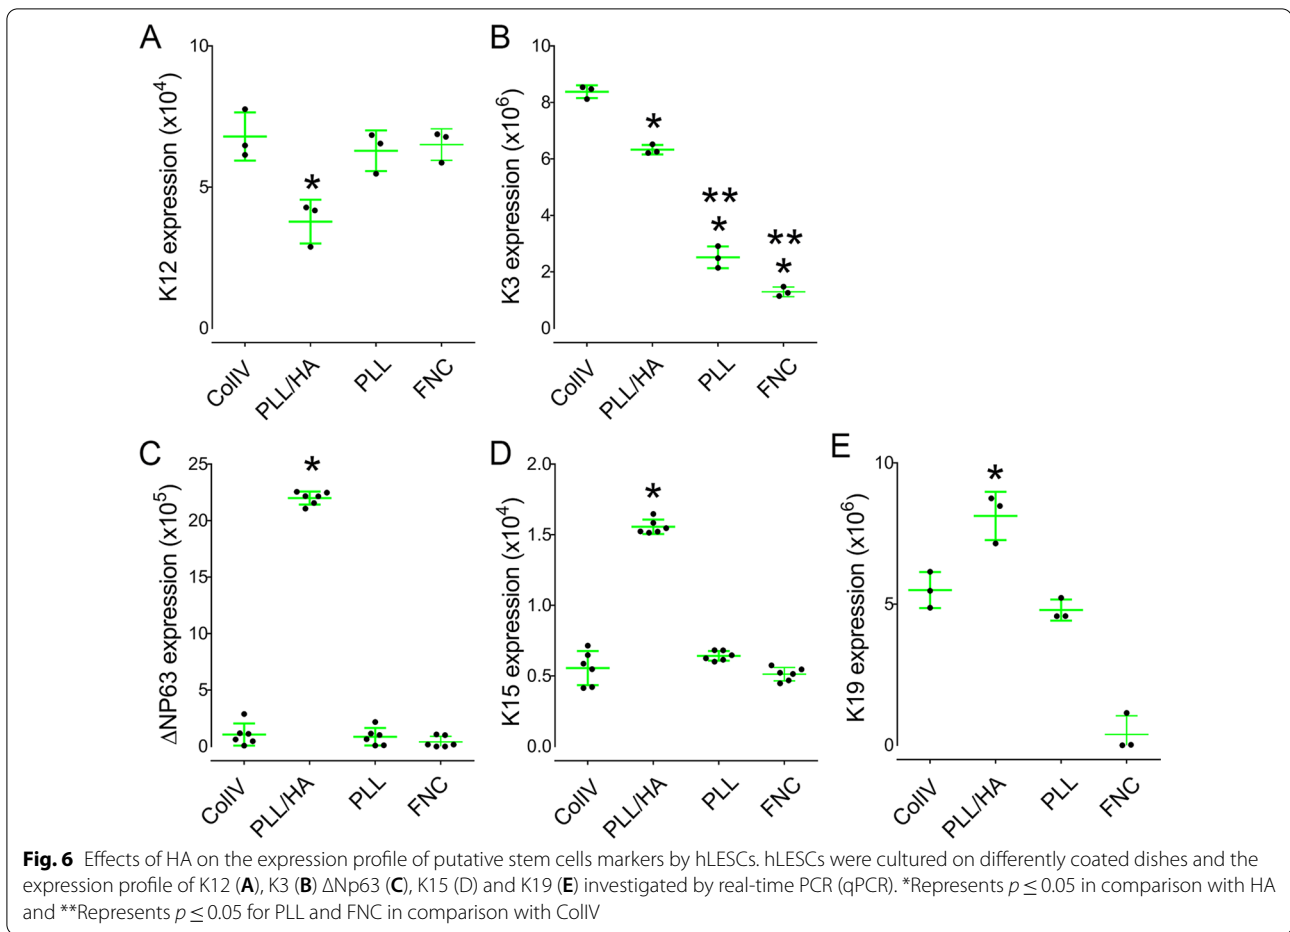 A
K12 expression (x10⁴)
10
5
0
*
ColIV
PLL/HA
PLL
FNC
B
K3 expression (x10⁶)
10
8
6
4
2
0
*
**
*
**
*
ColIV
PLL/HA
PLL
FNC
C
ΔNP63 expression (x10⁵)
25
20
15
10
5
0
*
ColIV
PLL/HA
PLL
FNC
D
K15 expression (x10⁴)
2.0
1.5
1.0
0.5
0.0
*
ColIV
PLL/HA
PLL
FNC
E
K19 expression (x10⁶)
10
5
0
*
ColIV
PLL/HA
PLL
FNC
Fig. 6 Effects of HA on the expression profile of putative stem cells markers by hLESCs. hLESCs were cultured on differently coated dishes and the
expression profile of K12 (A), K3 (B) ΔNp63 (C), K15 (D) and K19 (E) investigated by real-time PCR (qPCR). *Represents p ≤ 0.05 in comparison with HA
and **Represents p ≤ 0.05 for PLL and FNC in comparison with ColIV